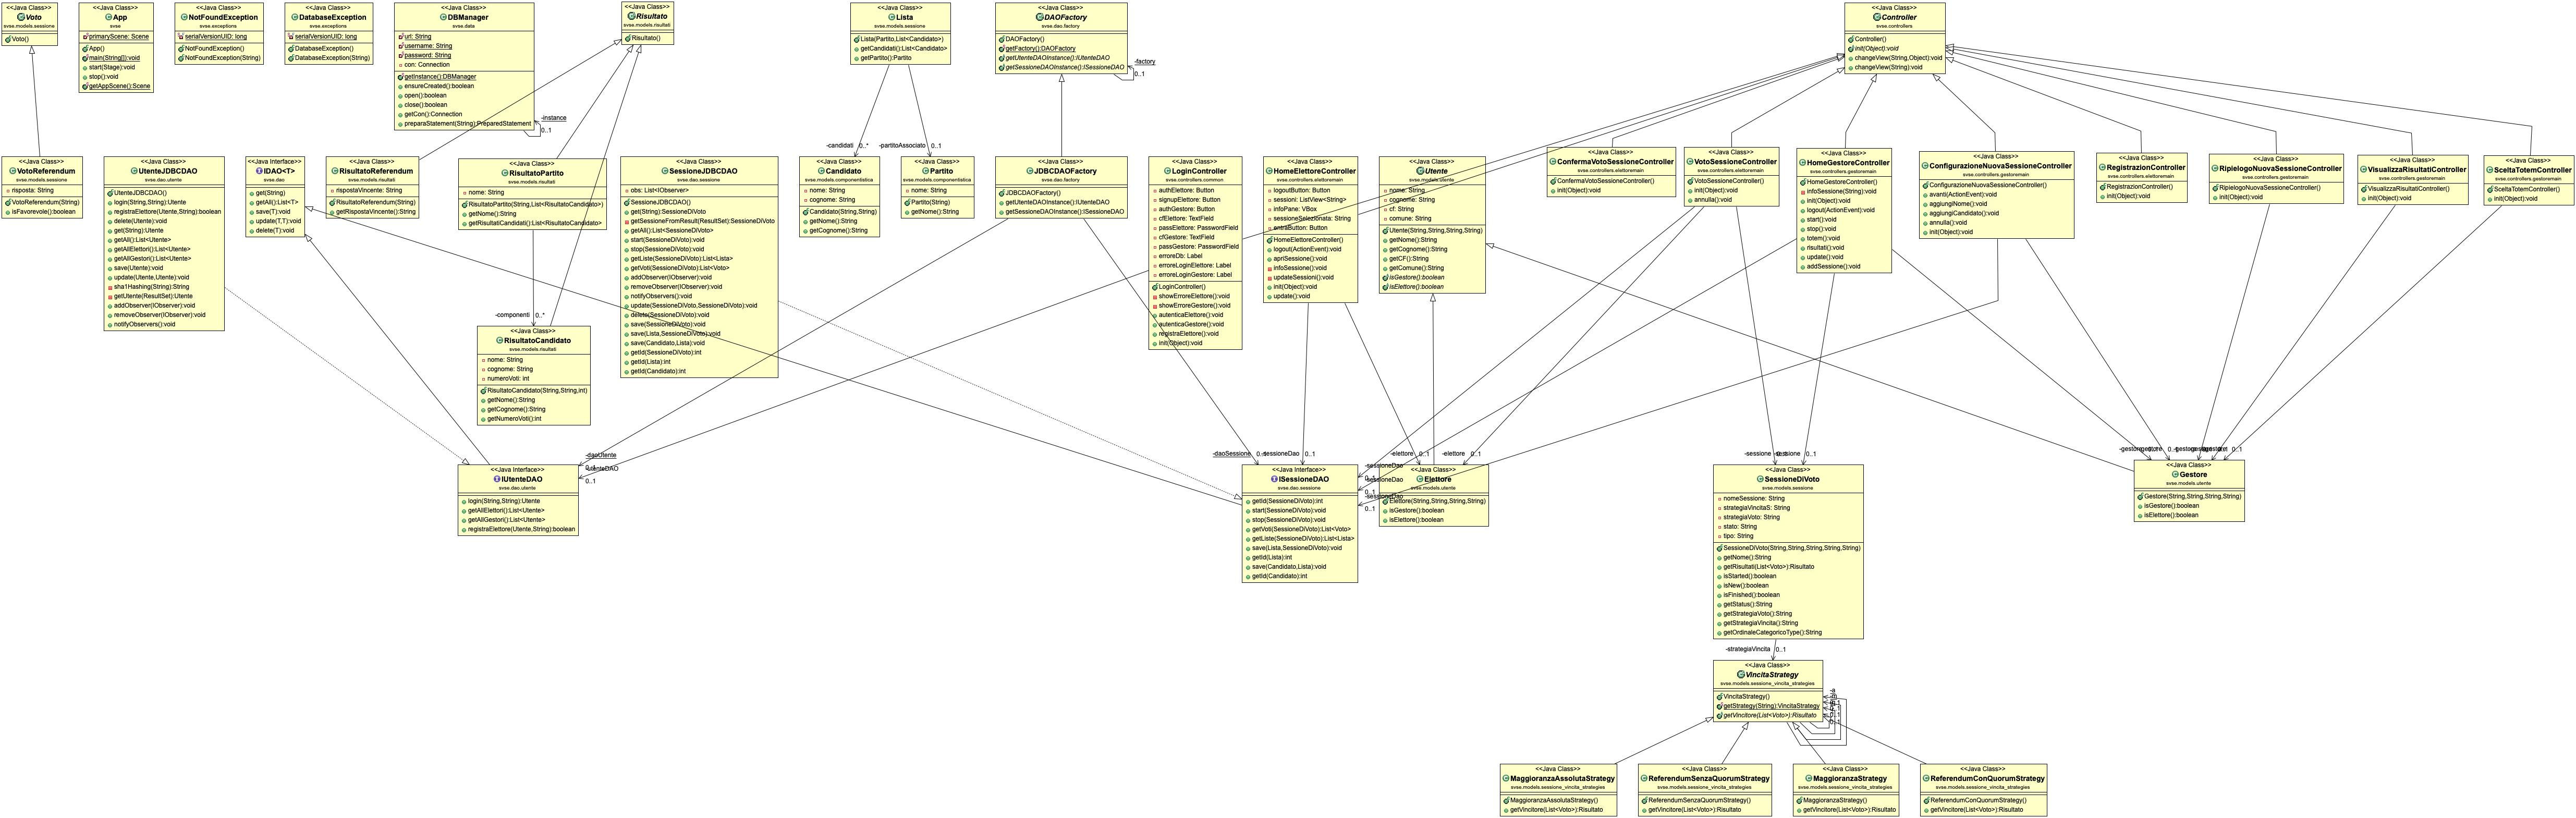 <<Java Class>>
Voto
svse.models.sessione
Voto()
<<Java Class>>
App
svse
primaryScene: Scene
App()
main(String[]):void
start(Stage):void
stop():void
getAppScene():Scene
<<Java Class>>
NotFoundException
svse.exceptions
serialVersionUID: long
NotFoundException()
NotFoundException(String)
<<Java Class>>
DatabaseException
svse.exceptions
serialVersionUID: long
DatabaseException()
DatabaseException(String)
<<Java Class>>
DBManager
svse.data
url: String
username: String
password: String
con: Connection
getInstance():DBManager
ensureCreated():boolean
open():boolean
close():boolean
getCon():Connection
preparaStatement(String):PreparedStatement
-instance
0..1
<<Java Class>>
Risultato
svse.models.risultati
Risultato()
<<Java Class>>
Lista
svse.models.sessione
Lista(Partito,List<Candidato>)
getCandidati():List<Candidato>
getPartito():Partito
-candidati
0..*
-partitoAssociato
0..1
<<Java Class>>
DAOFactory
svse.dao.factory
DAOFactory()
getFactory():DAOFactory
getUtenteDAOInstance():IUtenteDAO
getSessioneDAOInstance():ISessioneDAO
-factory
0..1
<<Java Class>>
Controller
svse.controllers
Controller()
init(Object):void
changeView(String,Object):void
changeView(String):void
<<Java Class>>
VotoReferendum
svse.models.sessione
risposta: String
VotoReferendum(String)
isFavorevole():boolean
<<Java Class>>
UtenteJDBCDAO
svse.dao.utente
UtenteJDBCDAO()
login(String,String):Utente
registraElettore(Utente,String):boolean
delete(Utente):void
get(String):Utente
getAll():List<Utente>
getAllElettori():List<Utente>
getAllGestori():List<Utente>
save(Utente):void
update(Utente,Utente):void
sha1Hashing(String):String
getUtente(ResultSet):Utente
addObserver(IObserver):void
removeObserver(IObserver):void
notifyObservers():void
<<Java Interface>>
IDAO<T>
svse.dao
get(String)
getAll():List<T>
save(T):void
update(T,T):void
delete(T):void
<<Java Class>>
RisultatoReferendum
svse.models.risultati
rispostaVincente: String
RisultatoReferendum(String)
getRispostaVincente():String
<<Java Class>>
RisultatoPartito
svse.models.risultati
nome: String
RisultatoPartito(String,List<RisultatoCandidato>)
getNome():String
getRisultatiCandidati():List<RisultatoCandidato>
-componenti
0..*
<<Java Class>>
SessioneJDBCDAO
svse.dao.sessione
obs: List<IObserver>
SessioneJDBCDAO()
get(String):SessioneDiVoto
getSessioneFromResult(ResultSet):SessioneDiVoto
getAll():List<SessioneDiVoto>
start(SessioneDiVoto):void
stop(SessioneDiVoto):void
getListe(SessioneDiVoto):List<Lista>
getVoti(SessioneDiVoto):List<Voto>
addObserver(IObserver):void
removeObserver(IObserver):void
notifyObservers():void
update(SessioneDiVoto,SessioneDiVoto):void
delete(SessioneDiVoto):void
save(SessioneDiVoto):void
save(Lista,SessioneDiVoto):void
save(Candidato,Lista):void
getId(SessioneDiVoto):int
getId(Lista):int
getId(Candidato):int
<<Java Class>>
Candidato
svse.models.componentistica
nome: String
cognome: String
Candidato(String,String)
getNome():String
getCognome():String
<<Java Class>>
Partito
svse.models.componentistica
nome: String
Partito(String)
getNome():String
<<Java Class>>
JDBCDAOFactory
svse.dao.factory
JDBCDAOFactory()
getUtenteDAOInstance():IUtenteDAO
getSessioneDAOInstance():ISessioneDAO
<<Java Class>>
LoginController
svse.controllers.common
authElettore: Button
signupElettore: Button
authGestore: Button
cfElettore: TextField
passElettore: PasswordField
cfGestore: TextField
passGestore: PasswordField
erroreDb: Label
erroreLoginElettore: Label
erroreLoginGestore: Label
LoginController()
showErroreElettore():void
showErroreGestore():void
autenticaElettore():void
autenticaGestore():void
registraElettore():void
init(Object):void
<<Java Class>>
HomeElettoreController
svse.controllers.elettoremain
logoutButton: Button
sessioni: ListView<String>
infoPane: VBox
sessioneSelezionata: String
entraButton: Button
HomeElettoreController()
logout(ActionEvent):void
apriSessione():void
infoSessione():void
updateSessioni():void
init(Object):void
update():void
<<Java Class>>
Utente
svse.models.utente
nome: String
cognome: String
cf: String
comune: String
Utente(String,String,String,String)
getNome():String
getCognome():String
getCF():String
getComune():String
isGestore():boolean
isElettore():boolean
<<Java Class>>
ConfermaVotoSessioneController
svse.controllers.elettoremain
ConfermaVotoSessioneController()
init(Object):void
<<Java Class>>
VotoSessioneController
svse.controllers.elettoremain
VotoSessioneController()
init(Object):void
annulla():void
<<Java Class>>
HomeGestoreController
svse.controllers.gestoremain
HomeGestoreController()
infoSessione(String):void
init(Object):void
logout(ActionEvent):void
start():void
stop():void
totem():void
risultati():void
update():void
addSessione():void
<<Java Class>>
ConfigurazioneNuovaSessioneController
svse.controllers.gestoremain
ConfigurazioneNuovaSessioneController()
avanti(ActionEvent):void
aggiungiNome():void
aggiungiCandidato():void
annulla():void
init(Object):void
<<Java Class>>
RegistrazionController
svse.controllers.elettoremain
RegistrazionController()
init(Object):void
<<Java Class>>
RipielogoNuovaSessioneController
svse.controllers.gestoremain
RipielogoNuovaSessioneController()
init(Object):void
<<Java Class>>
VIsualizzaRisultatiController
svse.controllers.gestoremain
VIsualizzaRisultatiController()
init(Object):void
<<Java Class>>
SceltaTotemController
svse.controllers.gestoremain
SceltaTotemController()
init(Object):void
<<Java Class>>
RisultatoCandidato
svse.models.risultati
nome: String
cognome: String
numeroVoti: int
RisultatoCandidato(String,String,int)
getNome():String
getCognome():String
getNumeroVoti():int
-daoUtente
-utenteDAO
0..1
<<Java Interface>>
IUtenteDAO
svse.dao.utente
login(String,String):Utente
getAllElettori():List<Utente>
getAllGestori():List<Utente>
registraElettore(Utente,String):boolean
-daoSessione
-sessioneDao
0..1
<<Java Interface>>
ISessioneDAO
svse.dao.sessione
getId(SessioneDiVoto):int
start(SessioneDiVoto):void
stop(SessioneDiVoto):void
getVoti(SessioneDiVoto):List<Voto>
getListe(SessioneDiVoto):List<Lista>
save(Lista,SessioneDiVoto):void
getId(Lista):int
save(Candidato,Lista):void
getId(Candidato):int
-sessioneDao
-sessioneDao
0..1
-sessioneDao
0..1
-elettore
0..1
-elettore
0..1
<<Java Class>>
Elettore
svse.models.utente
Elettore(String,String,String,String)
isGestore():boolean
isElettore():boolean
-sessione
0..1
<<Java Class>>
SessioneDiVoto
svse.models.sessione
nomeSessione: String
strategiaVincitaS: String
strategiaVoto: String
stato: String
tipo: String
SessioneDiVoto(String,String,String,String,String)
getNome():String
getRisultati(List<Voto>):Risultato
isStarted():boolean
isNew():boolean
isFinished():boolean
getStatus():String
getStrategiaVoto():String
getStrategiaVincita():String
getOrdinaleCategoricoType():String
-strategiaVincita
0..1
-gestore
0..1
<<Java Class>>
Gestore
svse.models.utente
Gestore(String,String,String,String)
isGestore():boolean
isElettore():boolean
<<Java Class>>
VincitaStrategy
svse.models.sessione_vincita_strategies
VincitaStrategy()
getStrategy(String):VincitaStrategy
getVincitore(List<Voto>):Risultato
<<Java Class>>
MaggioranzaAssolutaStrategy
svse.models.sessione_vincita_strategies
MaggioranzaAssolutaStrategy()
getVincitore(List<Voto>):Risultato
<<Java Class>>
ReferendumSenzaQuorumStrategy
svse.models.sessione_vincita_strategies
ReferendumSenzaQuorumStrategy()
getVincitore(List<Voto>):Risultato
<<Java Class>>
MaggioranzaStrategy
svse.models.sessione_vincita_strategies
MaggioranzaStrategy()
getVincitore(List<Voto>):Risultato
<<Java Class>>
ReferendumConQuorumStrategy
svse.models.sessione_vincita_strategies
ReferendumConQuorumStrategy()
getVincitore(List<Voto>):Risultato